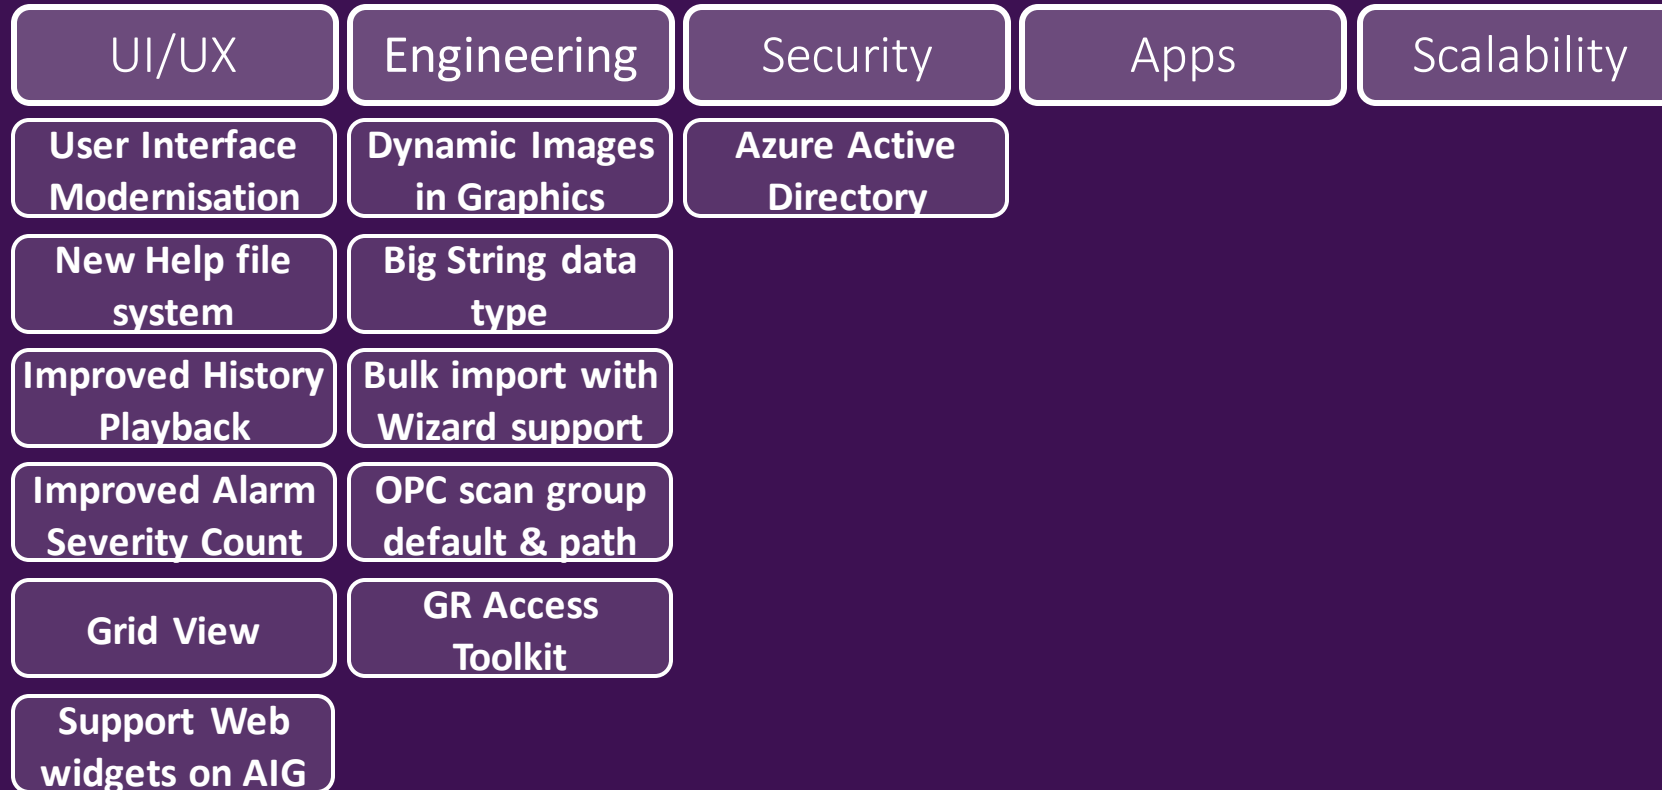 UI/UX
Engineering
Security
Apps
Scalability
User Interface
Modernisation
Dynamic Images
in Graphics
Azure Active
Directory
New Help file
system
Big String data
type
Improved History
Playback
Bulk import with
Wizard support
Improved Alarm
Severity Count
OPC scan group
default & path
Grid View
GR Access
Toolkit
Support Web
widgets on AIG